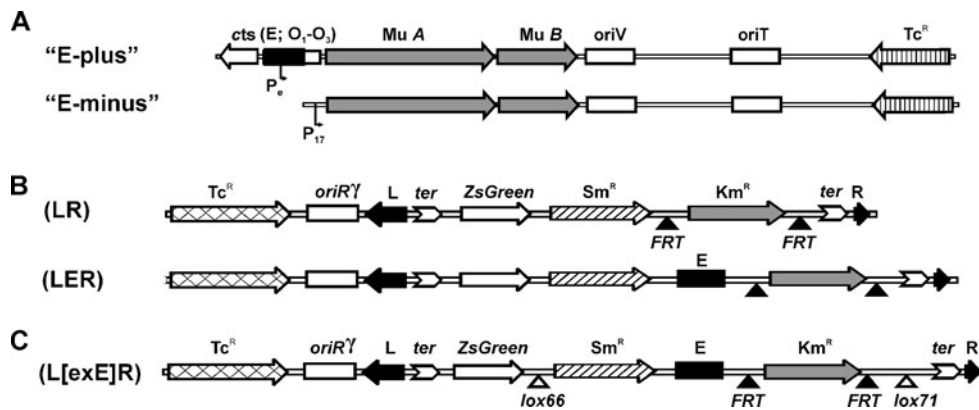 A
cts (E; O₁-O₃) Mu A Mu B oriV oriT Tcᴿ
“E-plus”
Pₑ
“E-minus”
P₁₇
B
Tcᴿ oriRγ L ter ZsGreen Smᴿ Kmᴿ ter R
(LR)
FRT FRT
E
(LER)
C
Tcᴿ oriRγ L ter ZsGreen Smᴿ E Kmᴿ ter R
(L[exE]R)
lox66 FRT FRT lox71